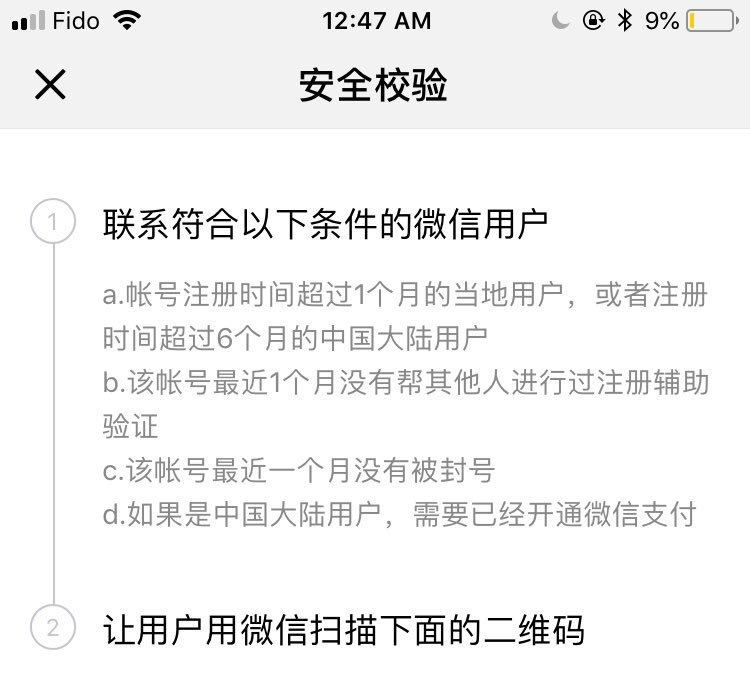 Fido 12:47 AM 9%
安全校验
1 联系符合以下条件的微信用户
a.帐号注册时间超过1个月的当地用户，或者注册
时间超过6个月的中国大陆用户
b.该帐号最近1个月没有帮其他人进行过注册辅助
验证
c.该帐号最近一个月没有被封号
d.如果是中国大陆用户，需要已经开通微信支付
2 让用户用微信扫描下面的二维码